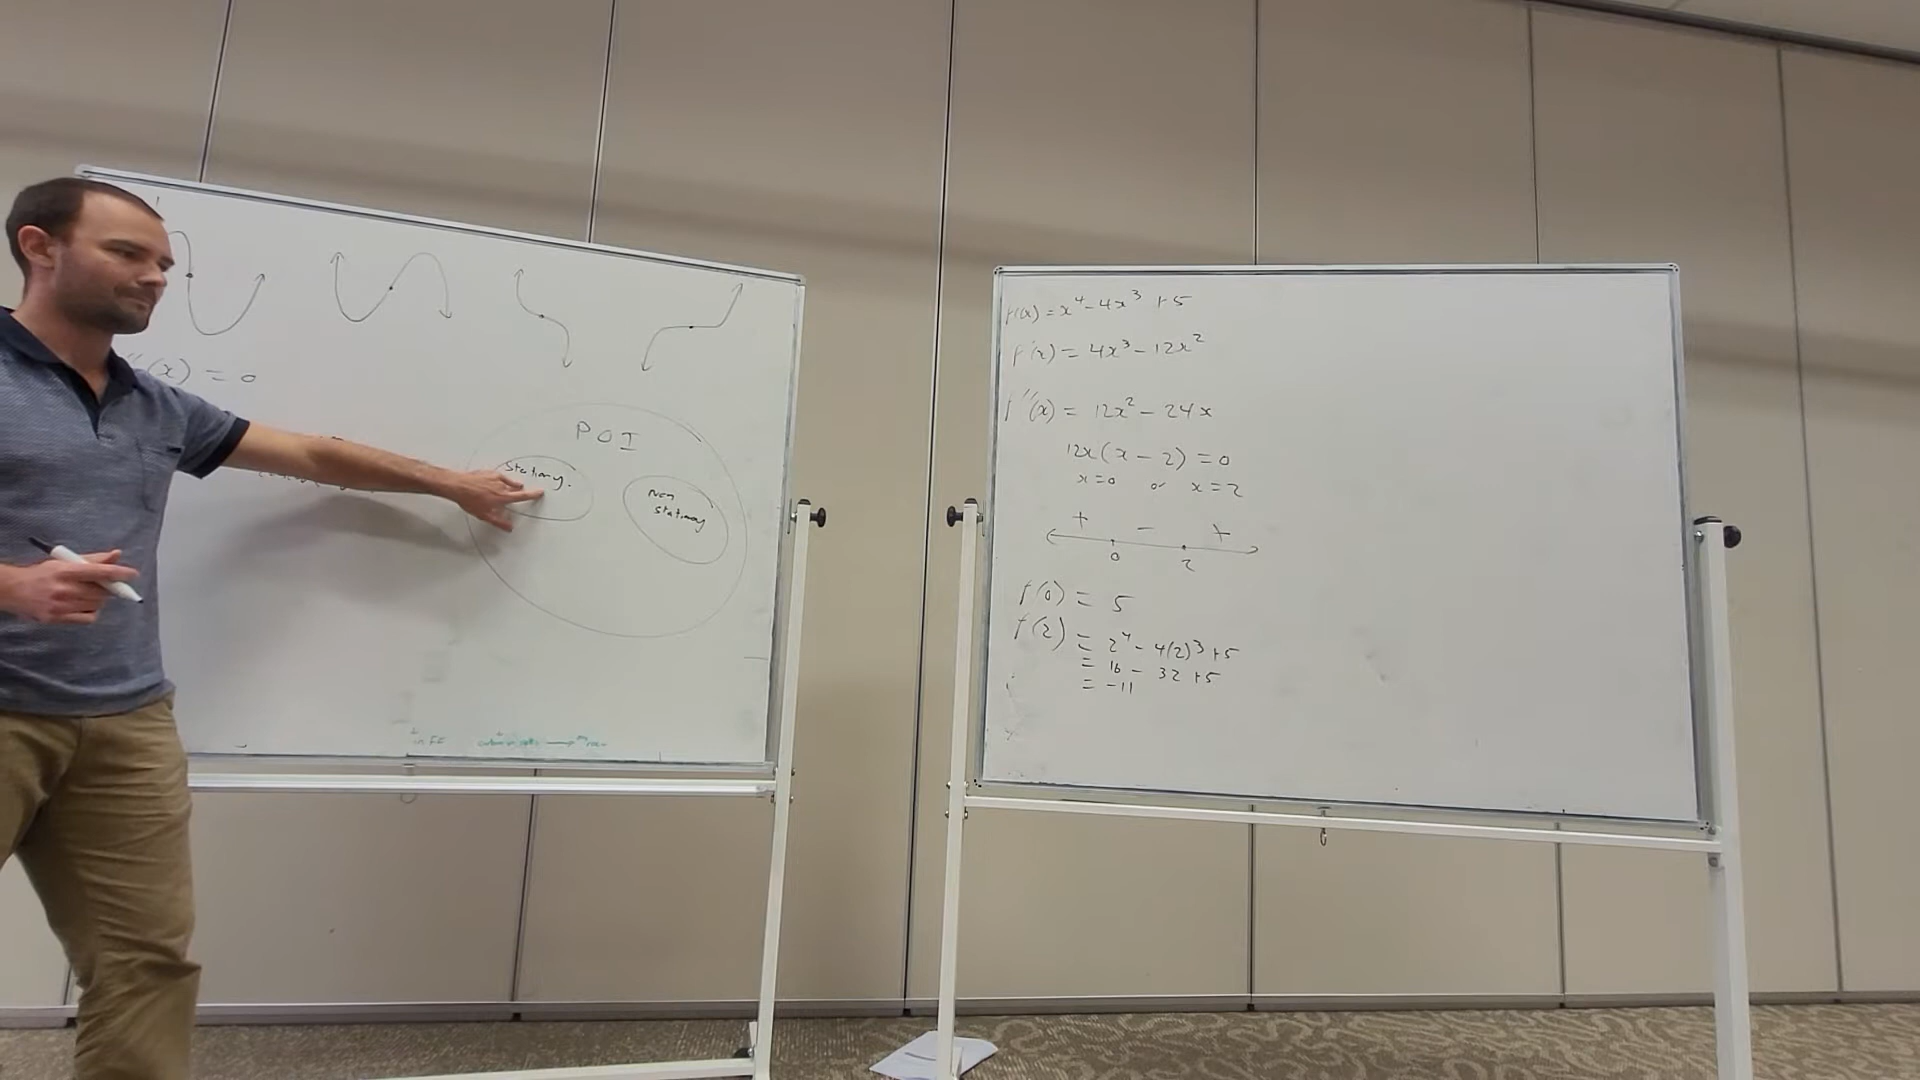 (x) = 0
POI
Stationary.
Non
stationary
f(x) = x⁴ - 4x³ + 5
f'(x) = 4x³ - 12x²
f''(x) = 12x² - 24x
12x(x - 2) = 0
x=0 or x=2
+ - +
0 2
f(0) = 5
f(2) = 2⁴ - 4(2)³ + 5
= 16 - 32 + 5
= -11